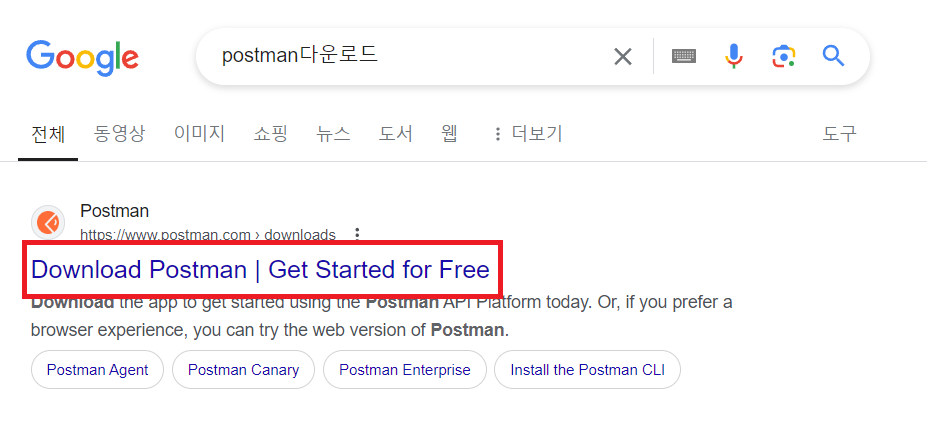 Google
postman다운로드
전체 동영상 이미지 쇼핑 뉴스 도서 웹 더보기 도구
Postman
https://www.postman.com › downloads
Download Postman | Get Started for Free
Download the app to get started using the Postman API Platform today. Or, if you prefer a
browser experience, you can try the web version of Postman.
Postman Agent Postman Canary Postman Enterprise Install the Postman CLI